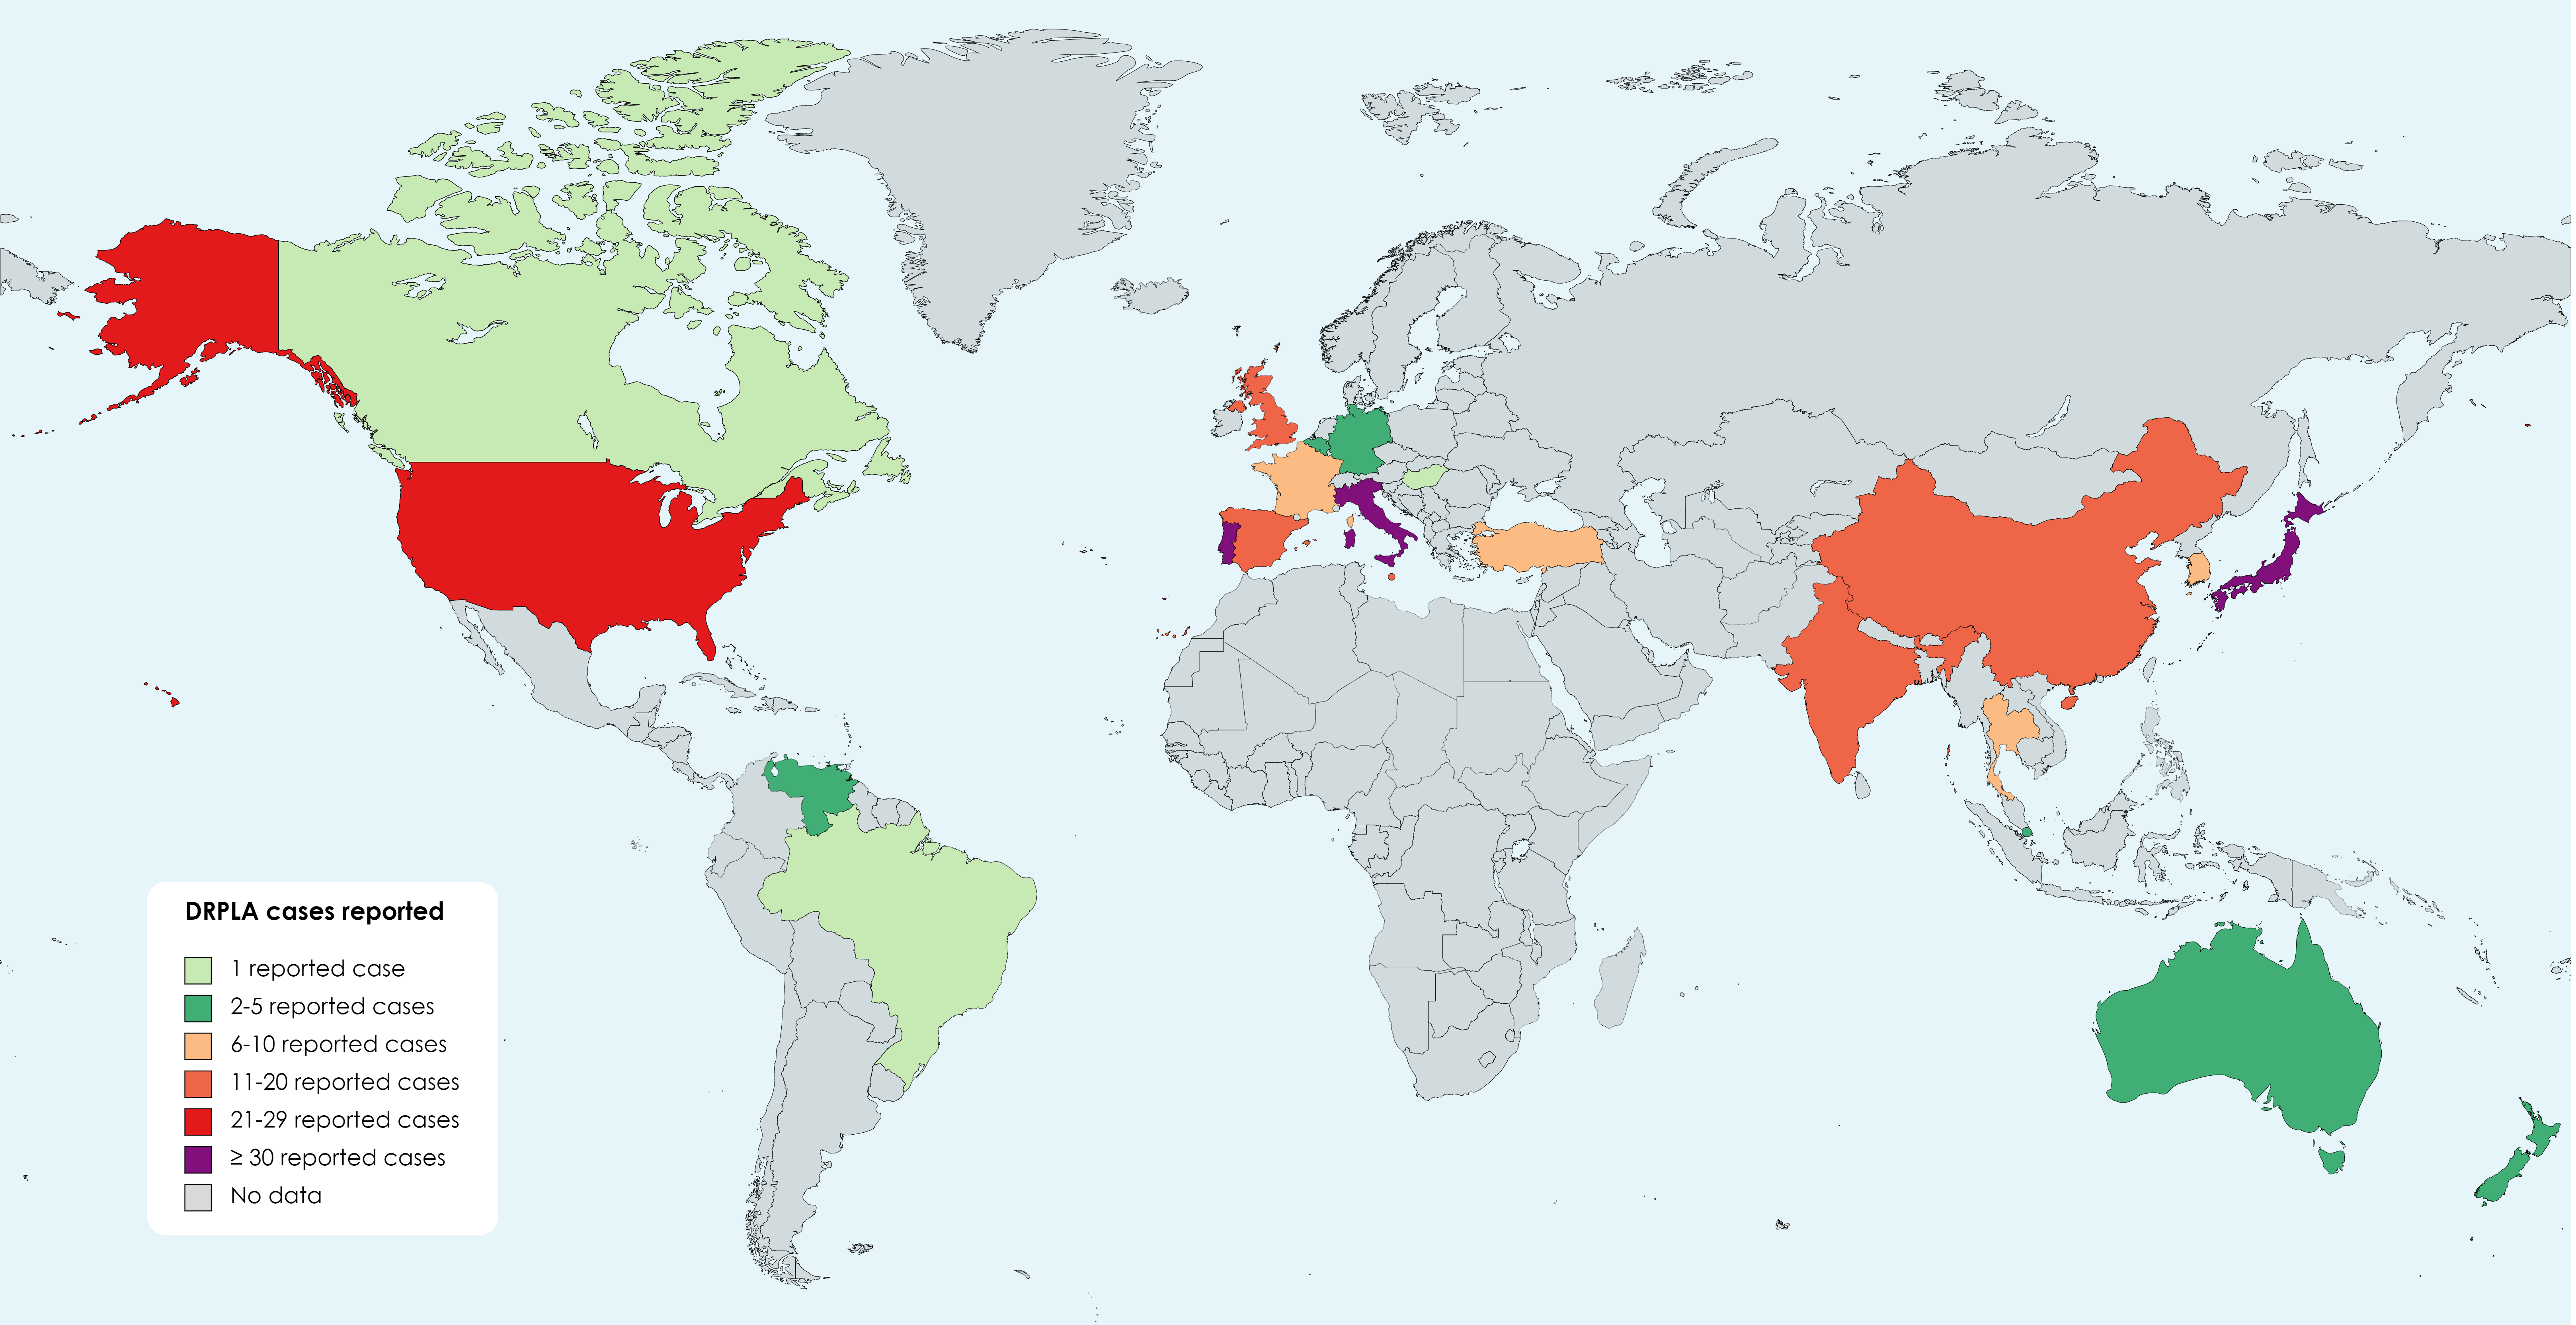 DRPLA cases reported
1 reported case
2-5 reported cases
6-10 reported cases
11-20 reported cases
21-29 reported cases
≥ 30 reported cases
No data